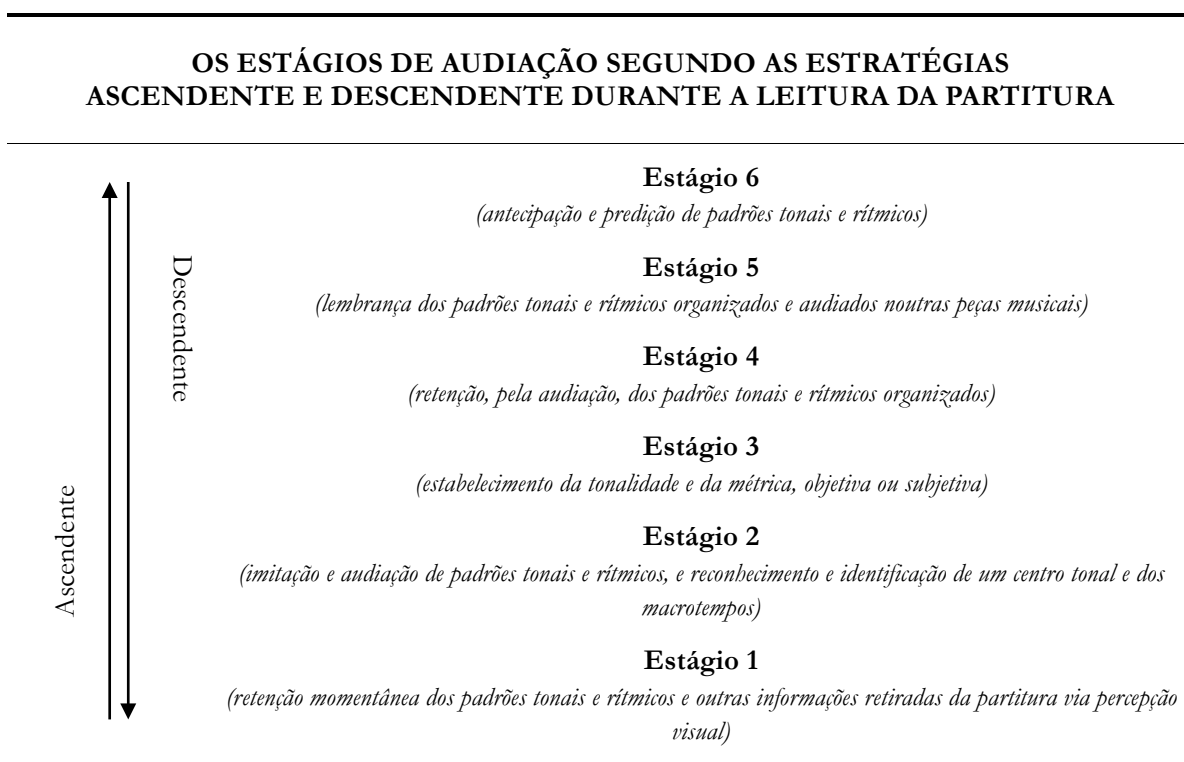 OS ESTÁGIOS DE AUDIAÇÃO SEGUNDO AS ESTRATÉGIAS
ASCENDENTE E DESCENDENTE DURANTE A LEITURA DA PARTITURA
Estágio 6
(antecipação e predição de padrões tonais e rítmicos)
Descendente
Estágio 5
(lembrança dos padrões tonais e rítmicos organizados e audiados noutras peças musicais)
Estágio 4
(retenção, pela audiação, dos padrões tonais e rítmicos organizados)
Estágio 3
(estabelecimento da tonalidade e da métrica, objetiva ou subjetiva)
Ascendente
Estágio 2
(imitação e audiação de padrões tonais e rítmicos, e reconhecimento e identificação de um centro tonal e dos
macrotempos)
Estágio 1
(retenção momentânea dos padrões tonais e rítmicos e outras informações retiradas da partitura via percepção
visual)